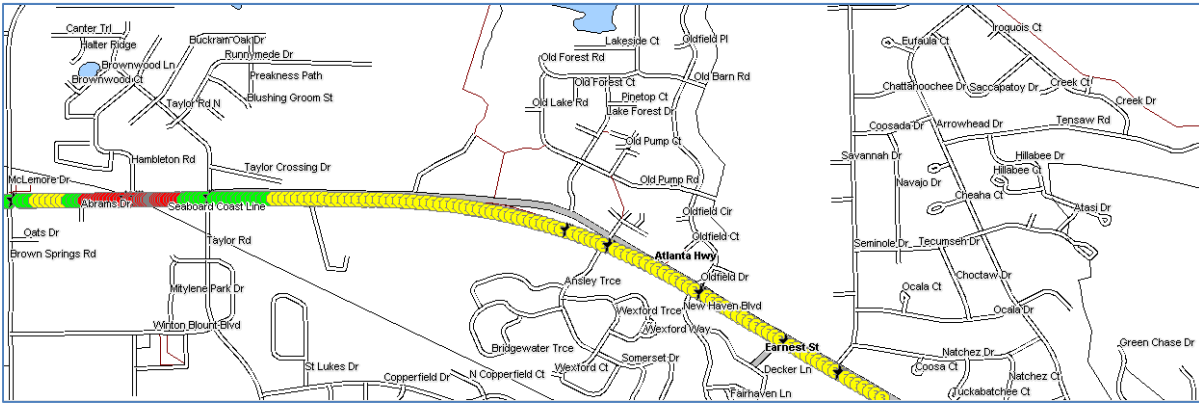 Canter Trl
Halter Ridge
Brownwood Ln
Brownwood Ct
Buckram Oak Dr
Runnymede Dr
Preakness Path
Blushing Groom St
Taylor Rd N
Hambleton Rd
Taylor Crossing Dr
McLemore Dr
Abrams Dr
Seaboard Coast Line
Oats Dr
Brown Springs Rd
Taylor Rd
Mitylene Park Dr
Winton Blount Blvd
St Lukes Dr
Copperfield Dr
N Copperfield Ct
Lakeside Ct
Oldfield Pl
Old Forest Rd
Old Barn Rd
Old Forest Ct
Pinetop Ct
Old Lake Rd
Lake Forest Dr
Old Pump Ct
Old Pump Rd
Oldfield Cir
Oldfield Ct
Atlanta Hwy
Oldfield Dr
Ansley Trce
New Haven Blvd
Wexford Trce
Wexford Way
Bridgewater Trce
Wexford Ct
Somerset Dr
Earnest St
Decker Ln
Fairhaven Ln
Iroquois Ct
Eufaula Ct
Chattahoochee Dr
Saccapatoy Dr
Creek Ct
Creek Dr
Coosada Dr
Arrowhead Dr
Tensaw Rd
Savannah Dr
Hillabee Dr
Hillabee Ct
Navajo Dr
Cheaha Ct
Atasi Dr
Seminole Dr
Tecumseh Dr
Choctaw Dr
Ocala Ct
Ocala Dr
Natchez Dr
Coosa Ct
Natchez Ct
Tuckabatchee Ct
Green Chase Dr